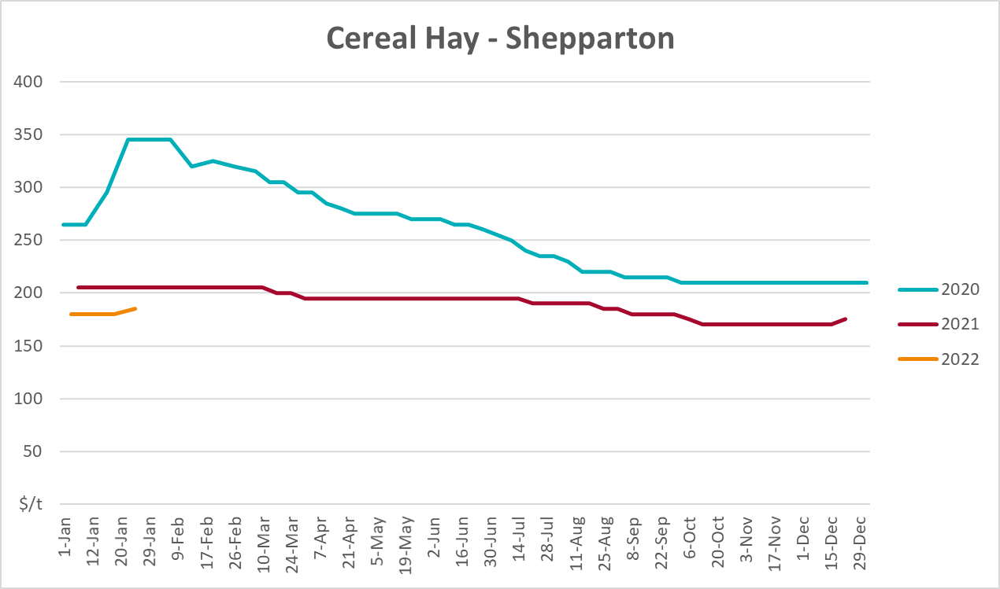 Cereal Hay - Shepparton
400
350
300
250
200
150
100
50
$/t
1-Jan
12-Jan
20-Jan
29-Jan
9-Feb
17-Feb
26-Feb
10-Mar
24-Mar
7-Apr
21-Apr
5-May
19-May
2-Jun
16-Jun
30-Jun
14-Jul
28-Jul
11-Aug
25-Aug
8-Sep
22-Sep
6-Oct
20-Oct
3-Nov
17-Nov
1-Dec
15-Dec
29-Dec
2020
2021
2022